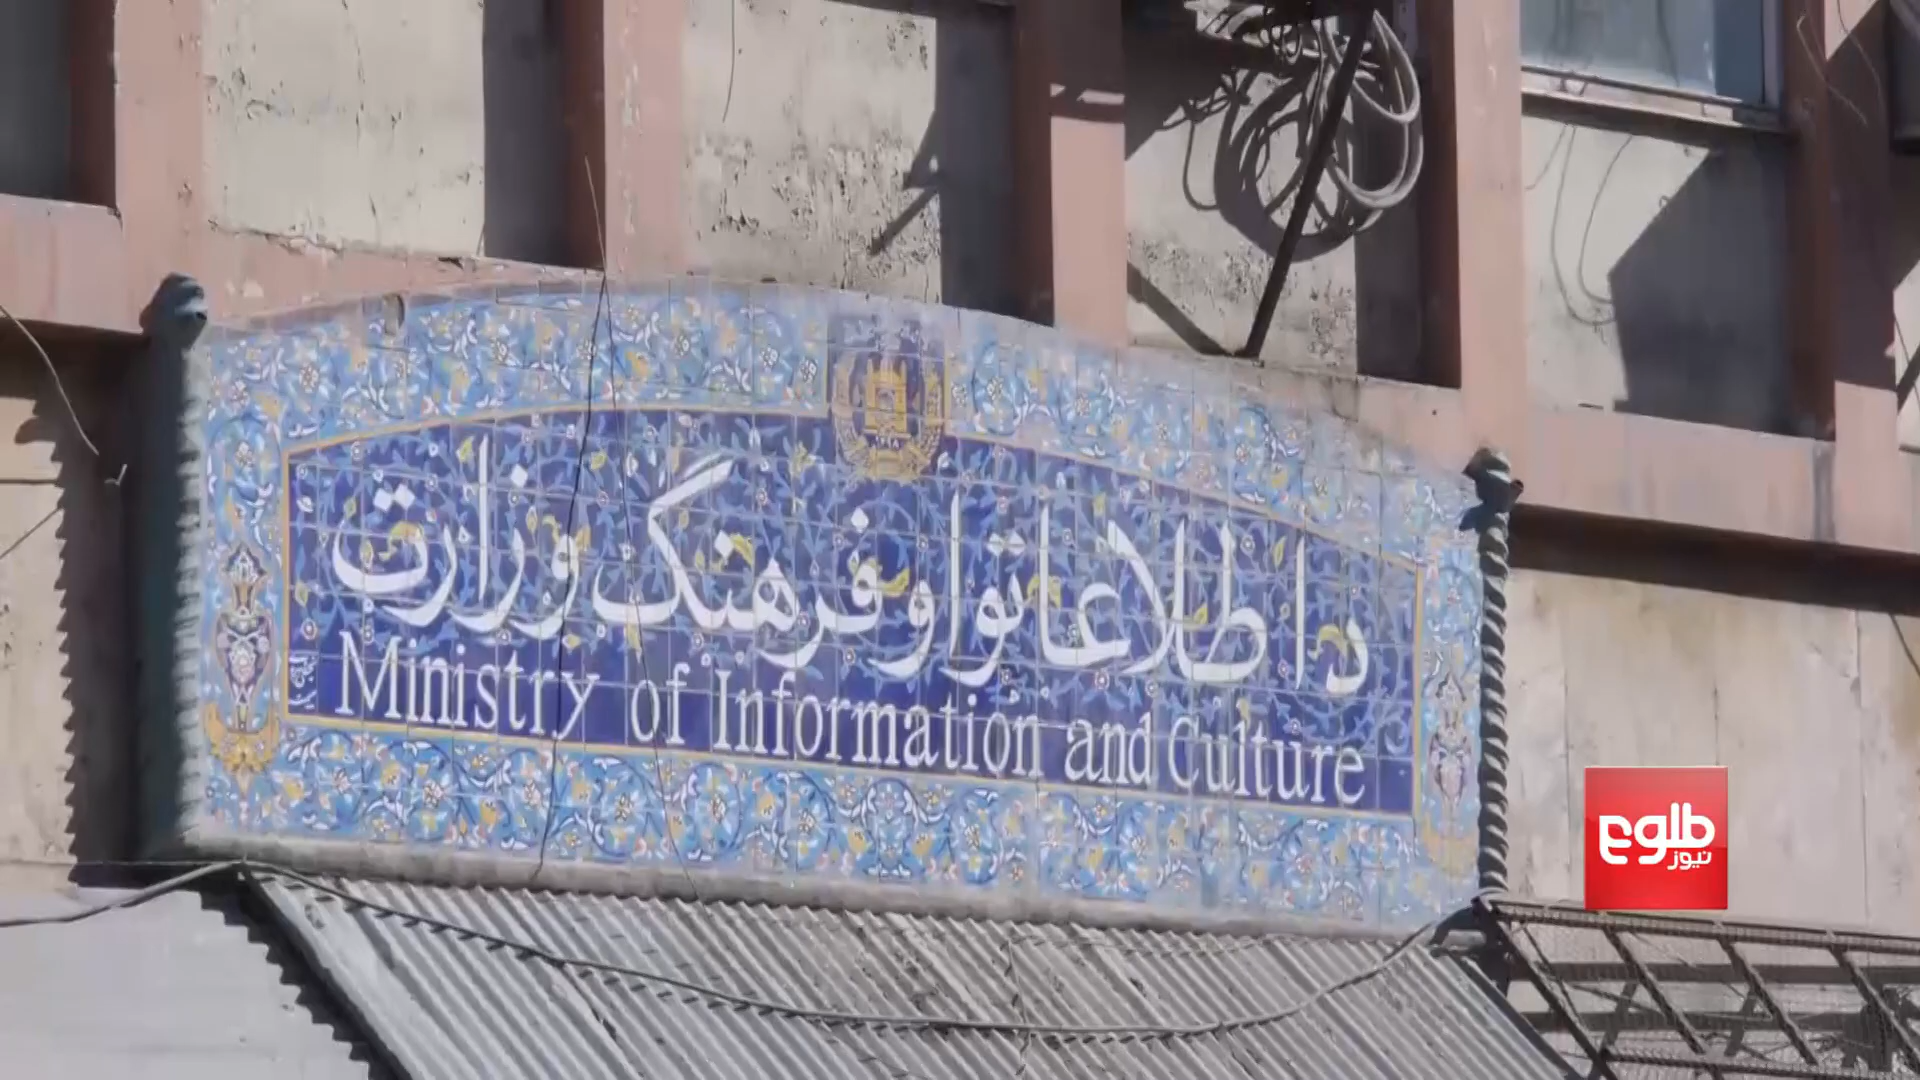 د اطلاعاتو او فرهنگ وزارت
Ministry of Information and Culture
طلوع
نیوز